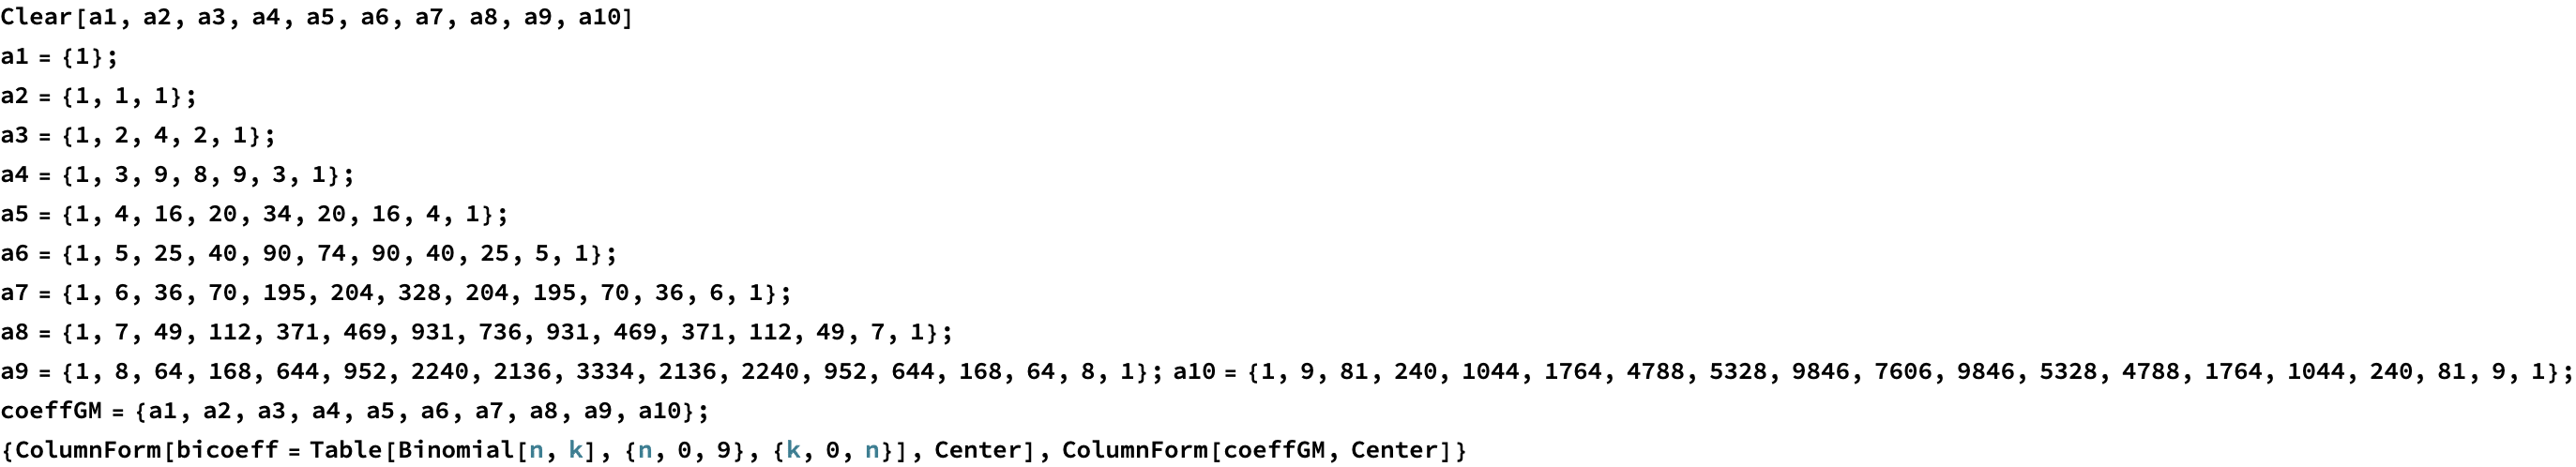 Clear[a1, a2, a3, a4, a5, a6, a7, a8, a9, a10]
a1 = {1};
a2 = {1, 1, 1};
a3 = {1, 2, 4, 2, 1};
a4 = {1, 3, 9, 8, 9, 3, 1};
a5 = {1, 4, 16, 20, 34, 20, 16, 4, 1};
a6 = {1, 5, 25, 40, 90, 74, 90, 40, 25, 5, 1};
a7 = {1, 6, 36, 70, 195, 204, 328, 204, 195, 70, 36, 6, 1};
a8 = {1, 7, 49, 112, 371, 469, 931, 736, 931, 469, 371, 112, 49, 7, 1};
a9 = {1, 8, 64, 168, 644, 952, 2240, 2136, 3334, 2136, 2240, 952, 644, 168, 64, 8, 1}; a10 = {1, 9, 81, 240, 1044, 1764, 4788, 5328, 9846, 7606, 9846, 5328, 4788, 1764, 1044, 240, 81, 9, 1};
coeffGM = {a1, a2, a3, a4, a5, a6, a7, a8, a9, a10};
{ColumnForm[bicoeff = Table[Binomial[n, k], {n, 0, 9}, {k, 0, n}], Center], ColumnForm[coeffGM, Center]}